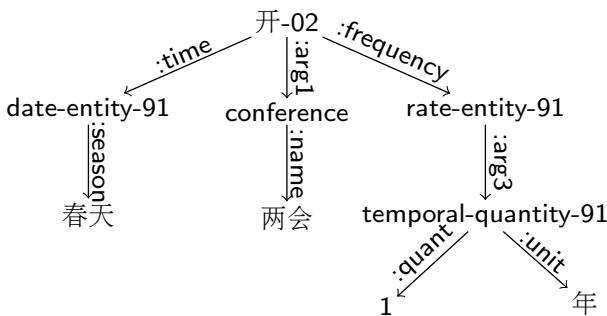 开-02
:time :arg1 :frequency
date-entity-91 conference rate-entity-91
:season :name :arg3
春天 两会 temporal-quantity-91
:quant :unit
1 年